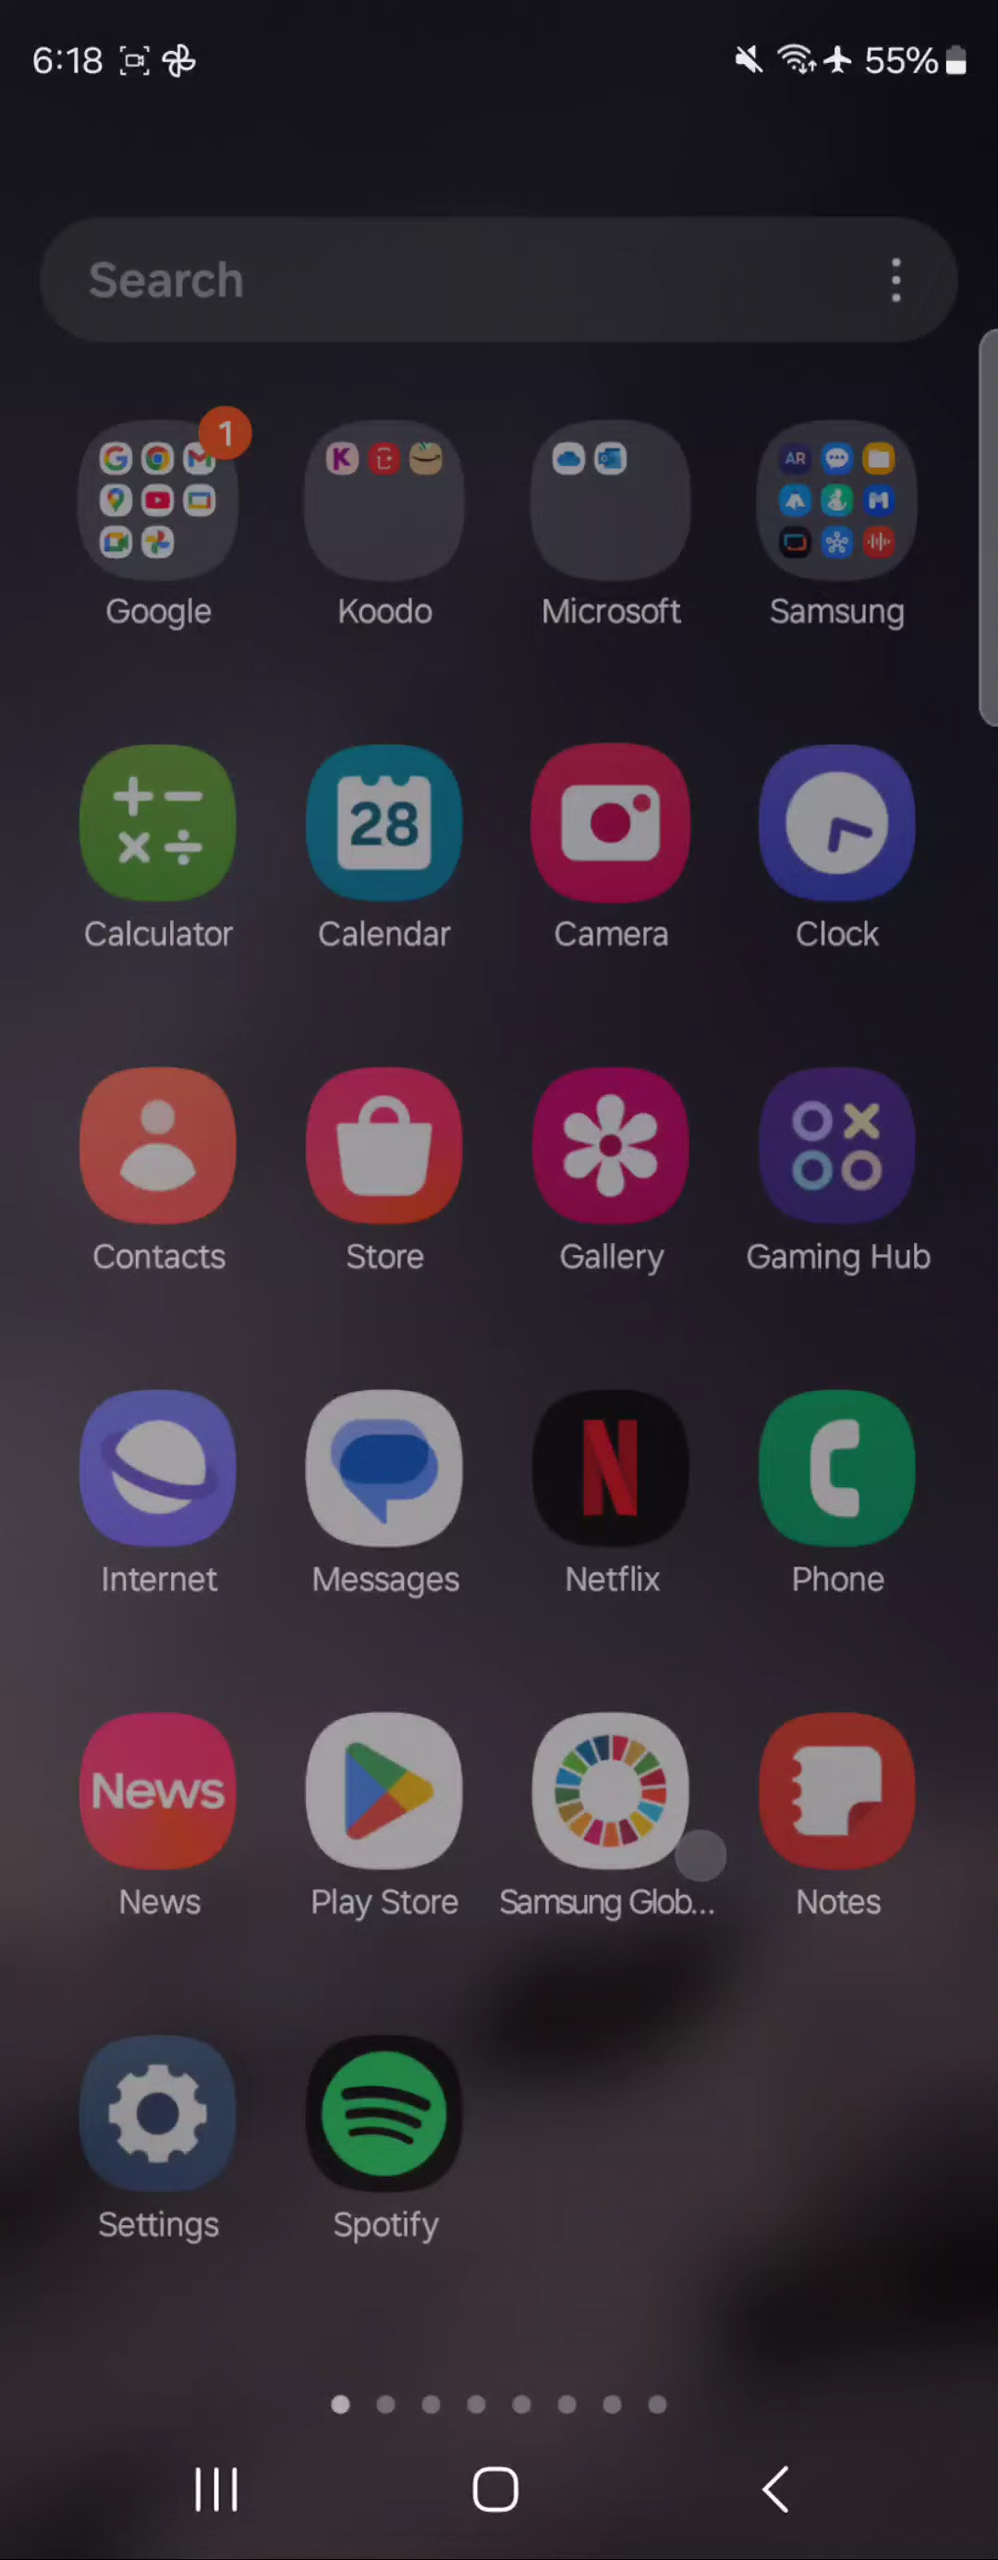 6:18 55%
Search
1
AR
Google Koodo Microsoft Samsung
28
Calculator Calendar Camera Clock
Contacts Store Gallery Gaming Hub
Internet Messages Netflix Phone
News
News Play Store Samsung Glob... Notes
Settings Spotify